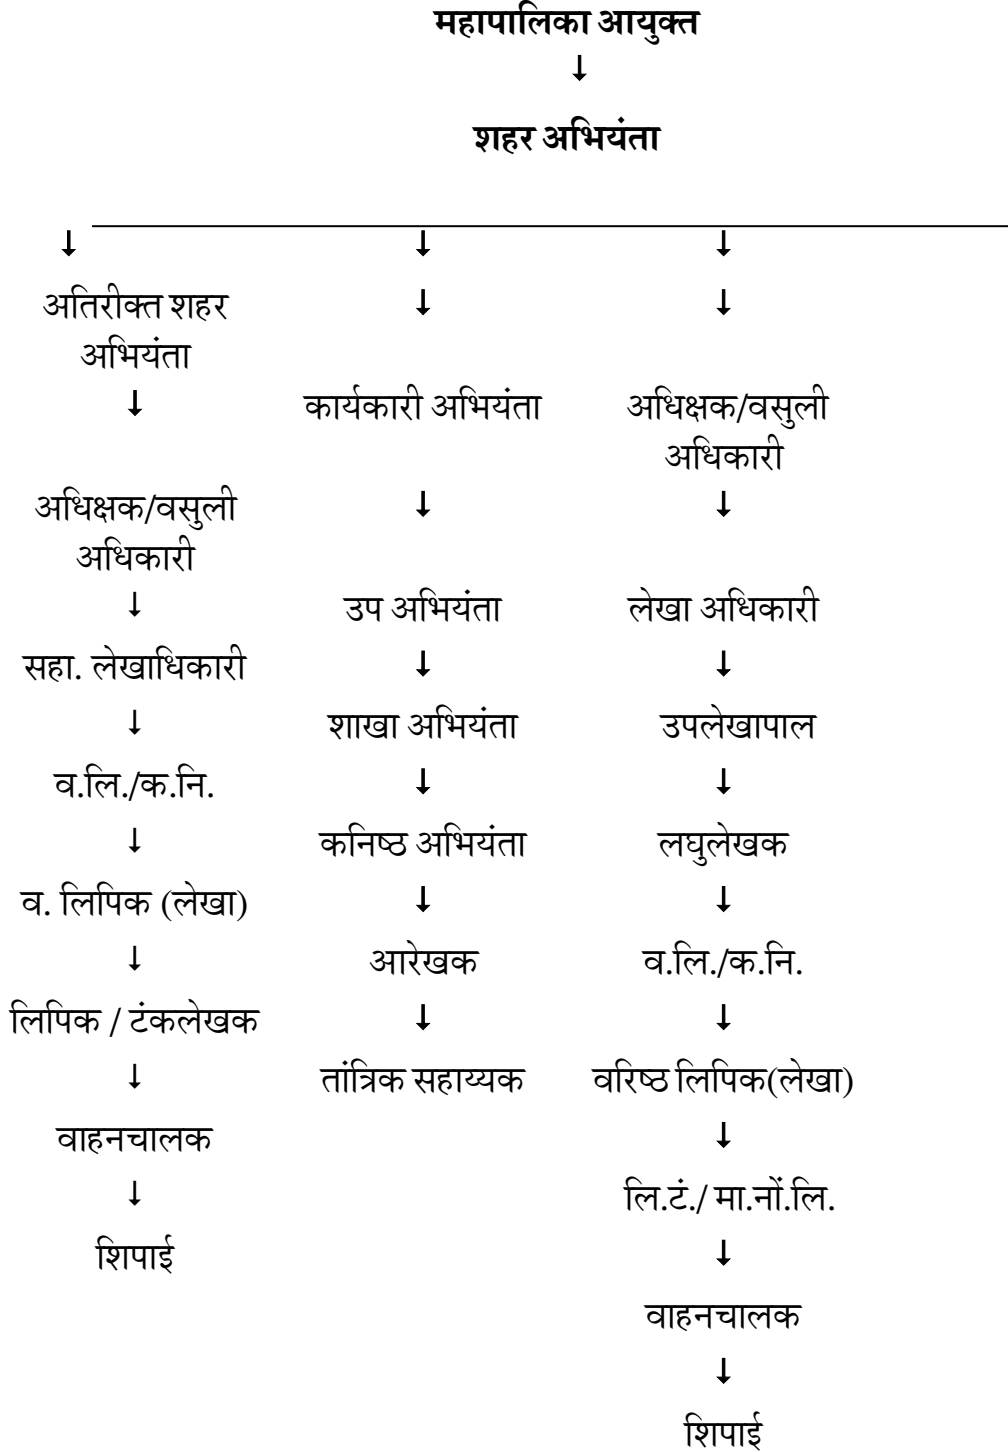 महापालिका आयुक्त
↓
शहर अभियंता
↓ ↓ ↓
अतिरीक्त शहर ↓ ↓
अभियंता
↓ कार्यकारी अभियंता अधिक्षक/वसुली
अधिकारी
अधिक्षक/वसुली ↓ ↓
अधिकारी
↓ उप अभियंता लेखा अधिकारी
सहा. लेखाधिकारी ↓ ↓
↓ शाखा अभियंता उपलेखापाल
व.लि./क.नि. ↓ ↓
↓ कनिष्ठ अभियंता लघुलेखक
व. लिपिक (लेखा) ↓ ↓
↓ आरेखक व.लि./क.नि.
लिपिक / टंकलेखक ↓ ↓
↓ तांत्रिक सहाय्यक वरिष्ठ लिपिक(लेखा)
वाहनचालक ↓
↓ लि.टं./ मा.नों.लि.
शिपाई ↓
वाहनचालक
↓
शिपाई